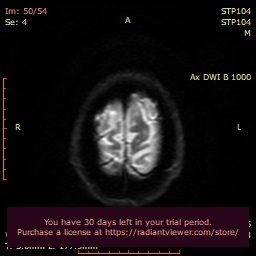 Im: 50/54
Se: 4
A
STP104
STP104
M
Ax DWI B 1000
R
L
You have 30 days left in your trial period.
Purchase a license at https://radiantviewer.com/store/